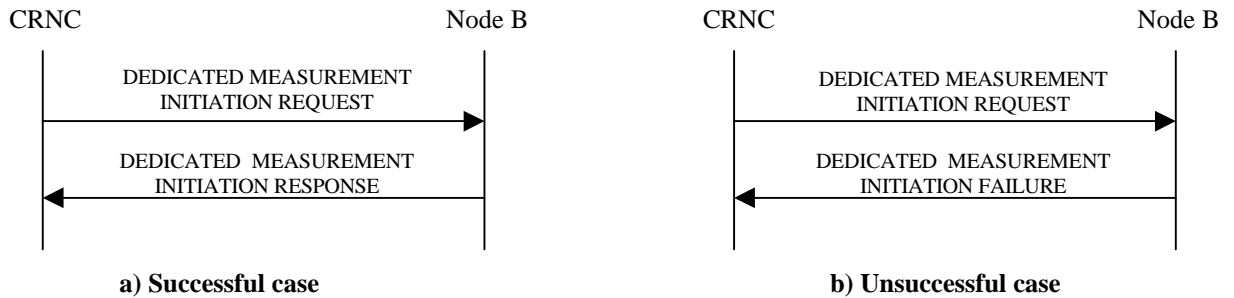 CRNC
Node B
DEDICATED MEASUREMENT
INITIATION REQUEST
DEDICATED MEASUREMENT
INITIATION RESPONSE
a) Successful case
CRNC
Node B
DEDICATED MEASUREMENT
INITIATION REQUEST
DEDICATED MEASUREMENT
INITIATION FAILURE
b) Unsuccessful case